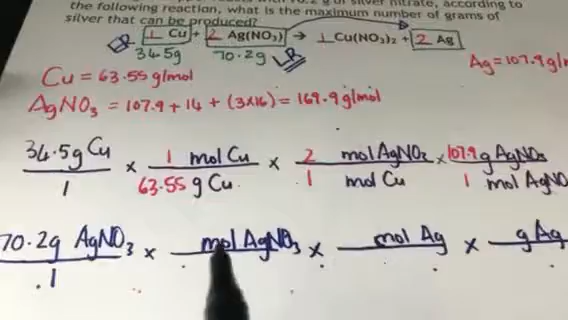 the following reaction, what is the maximum number of grams of
silver that can be produced?
1 Cu + 2 Ag(NO3) → 1 Cu(NO3)2 + 2 Ag
34.5g 70.2g LR
Ag = 107.9 g/m
Cu = 63.55 g/mol
AgNO3 = 107.9 + 14 + (3×16) = 169.9 g/mol
34.5g Cu × 1 mol Cu × 2 mol AgNO3 × 107.9 g AgNO3
1 63.55 g Cu 1 mol Cu 1 mol AgNO
70.2g AgNO3 × mol AgNO3 × mol Ag × g Ag
1